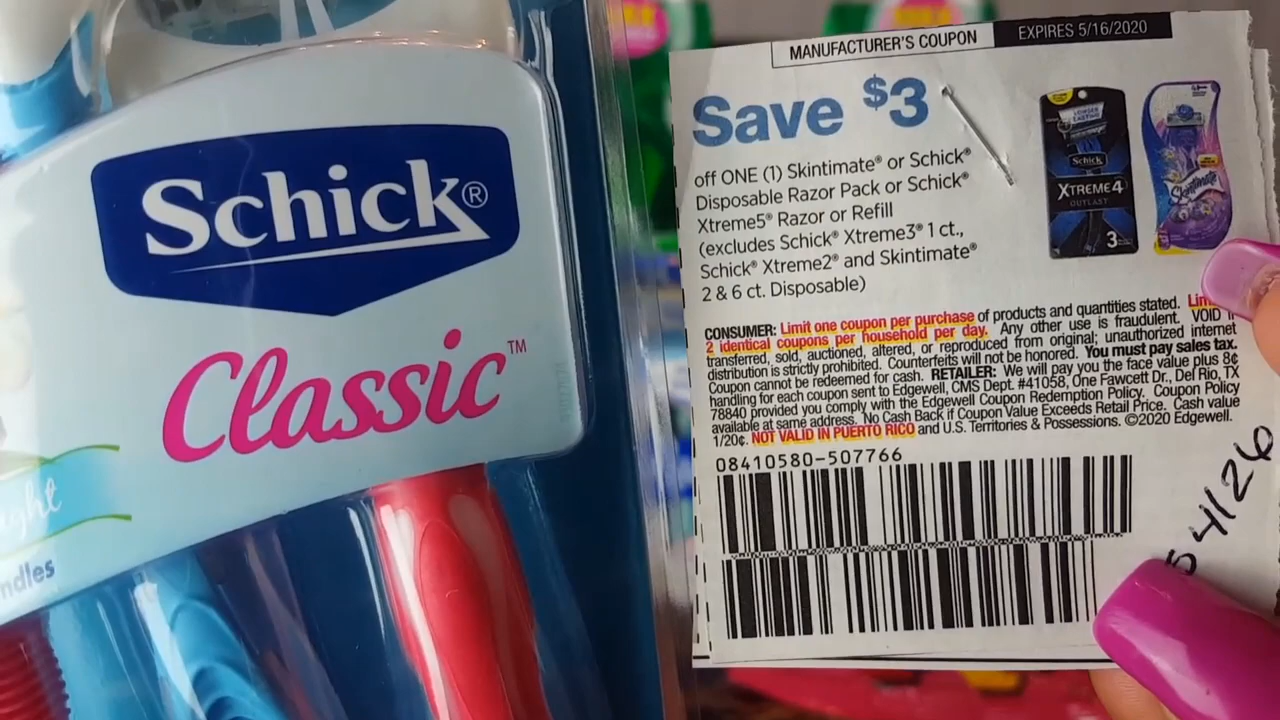 Schick®
Classic™
ght
ndles
MANUFACTURER'S COUPON
EXPIRES 5/16/2020
Save $3
off ONE (1) Skintimate® or Schick®
Disposable Razor Pack or Schick®
Xtreme5® Razor or Refill
(excludes Schick® Xtreme3® 1 ct.,
Schick® Xtreme2® and Skintimate®
2 & 6 ct. Disposable)
Schick
XTREME4
OUTLAST
3
Skintimate
CONSUMER: Limit one coupon per purchase of products and quantities stated.
2 identical coupons per household per day. Any other use is fraudulent. VOID
transferred, sold, auctioned, altered, or reproduced from original; unauthorized internet
distribution is strictly prohibited. Counterfeits will not be honored. You must pay sales tax.
Coupon cannot be redeemed for cash. RETAILER: We will pay you the face value plus 8¢
handling for each coupon sent to Edgewell, CMS Dept. #41058, One Fawcett Dr., Del Rio, TX
78840 provided you comply with the Edgewell Coupon Redemption Policy. Coupon Policy
available at same address. No Cash Back if Coupon Value Exceeds Retail Price. Cash value
1/20¢. NOT VALID IN PUERTO RICO and U.S. Territories & Possessions. ©2020 Edgewell.
08410580-507766
5 4126